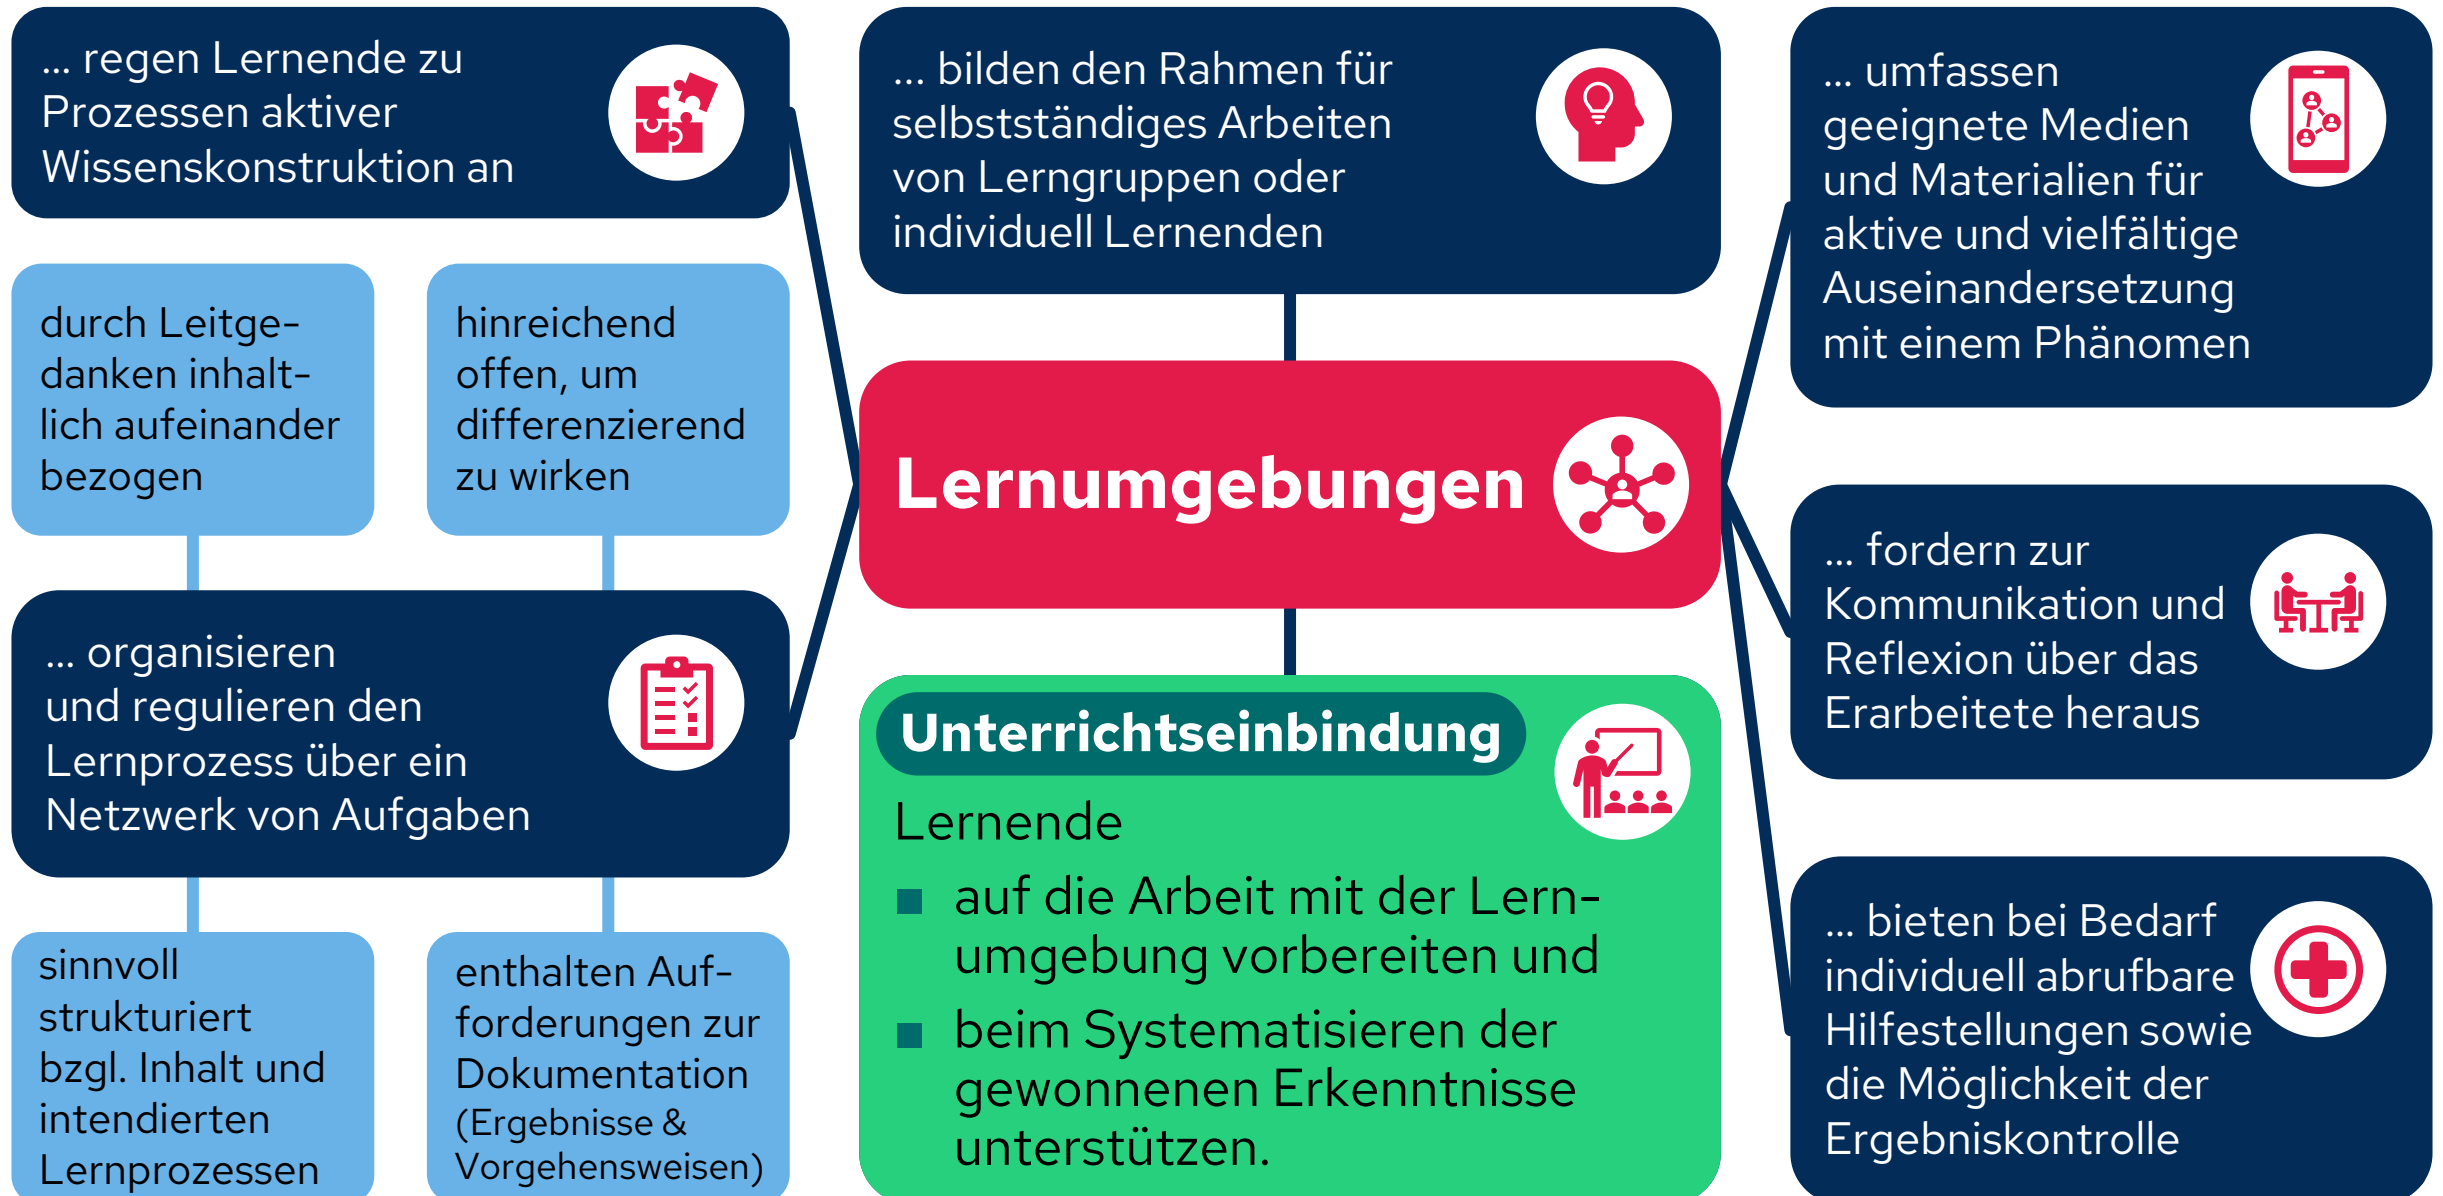 ... regen Lernende zu
Prozessen aktiver
Wissenskonstruktion an
... bilden den Rahmen für
selbstständiges Arbeiten
von Lerngruppen oder
individuell Lernenden
... umfassen
geeignete Medien
und Materialien für
aktive und vielfältige
Auseinandersetzung
mit einem Phänomen
durch Leitge-
danken inhalt-
lich aufeinander
bezogen
hinreichend
offen, um
differenzierend
zu wirken
Lernumgebungen
... fordern zur
Kommunikation und
Reflexion über das
Erarbeitete heraus
... organisieren
und regulieren den
Lernprozess über ein
Netzwerk von Aufgaben
Unterrichtseinbindung
Lernende
auf die Arbeit mit der Lern-
umgebung vorbereiten und
beim Systematisieren der
gewonnenen Erkenntnisse
unterstützen.
... bieten bei Bedarf
individuell abrufbare
Hilfestellungen sowie
die Möglichkeit der
Ergebniskontrolle
sinnvoll
strukturiert
bzgl. Inhalt und
intendierten
Lernprozessen
enthalten Auf-
forderungen zur
Dokumentation
(Ergebnisse &
Vorgehensweisen)